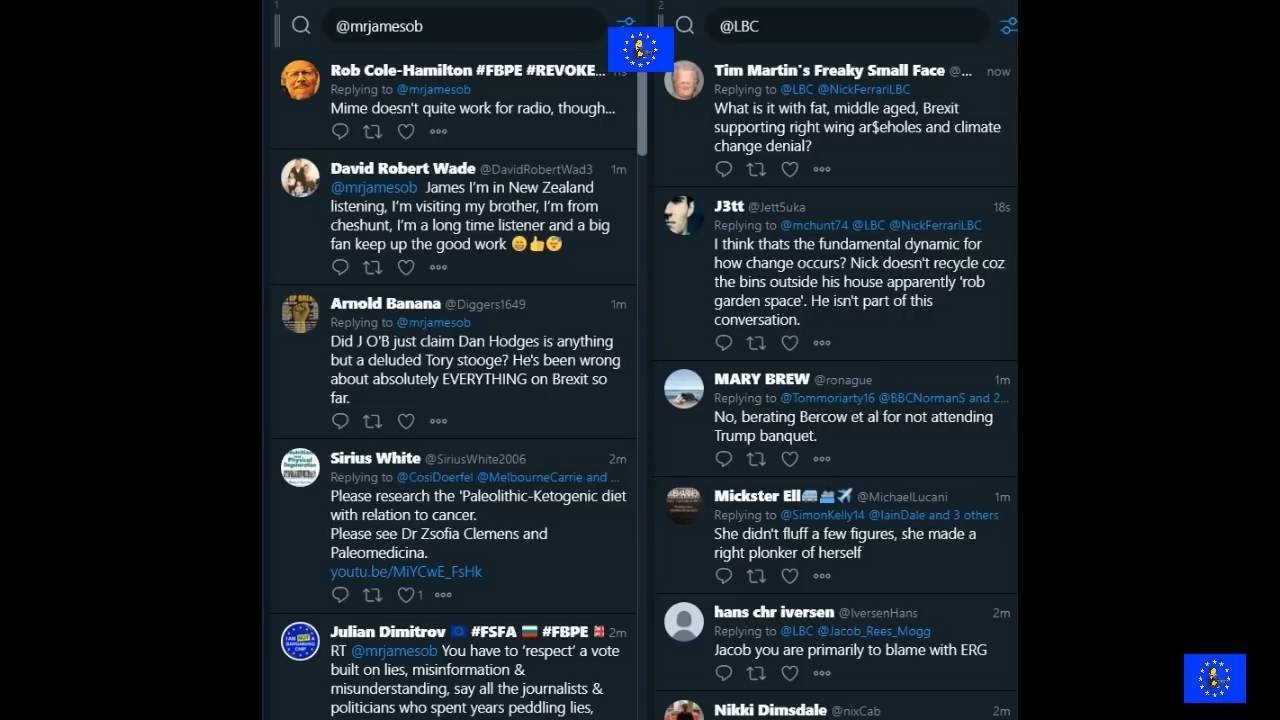 1
@mrjamesob
Rob Cole-Hamilton #FBPE #REVOKE...
Replying to @mrjamesob
Mime doesn't quite work for radio, though...
David Robert Wade @DavidRobertWad3 1m
@mrjamesob James I'm in New Zealand
listening, I'm visiting my brother, I'm from
cheshunt, I'm a long time listener and a big
fan keep up the good work 😁👍😇
Arnold Banana @Diggers1649 1m
Replying to @mrjamesob
Did J O'B just claim Dan Hodges is anything
but a deluded Tory stooge? He's been wrong
about absolutely EVERYTHING on Brexit so
far.
Sirius White @SiriusWhite2006 2m
Replying to @CosiDoerfel @MelbourneCarrie and ...
Please research the 'Paleolithic-Ketogenic diet
with relation to cancer.
Please see Dr Zsofia Clemens and
Paleomedicina.
youtu.be/MiYCwE_FsHk
1
Julian Dimitrov 🇪🇺 #FSFA 🇧🇬 #FBPE 🇬🇧 2m
RT @mrjamesob You have to 'respect' a vote
built on lies, misinformation &
misunderstanding, say all the journalists &
politicians who spent years peddling lies,
2
@LBC
Tim Martin's Freaky Small Face @... now
Replying to @LBC @NickFerrariLBC
What is it with fat, middle aged, Brexit
supporting right wing ar$eholes and climate
change denial?
J3tt @Jett5uka 18s
Replying to @mchunt74 @LBC @NickFerrariLBC
I think thats the fundamental dynamic for
how change occurs? Nick doesn't recycle coz
the bins outside his house apparently 'rob
garden space'. He isn't part of this
conversation.
MARY BREW @ronague 1m
Replying to @Tommoriarty16 @BBCNormanS and 2...
No, berating Bercow et al for not attending
Trump banquet.
Mickster Ell @MichaelLucani 1m
Replying to @SimonKelly14 @IainDale and 3 others
She didn't fluff a few figures, she made a
right plonker of herself
hans chr iversen @IversenHans 2m
Replying to @LBC @Jacob_Rees_Mogg
Jacob you are primarily to blame with ERG
Nikki Dimsdale @nixCab 2m